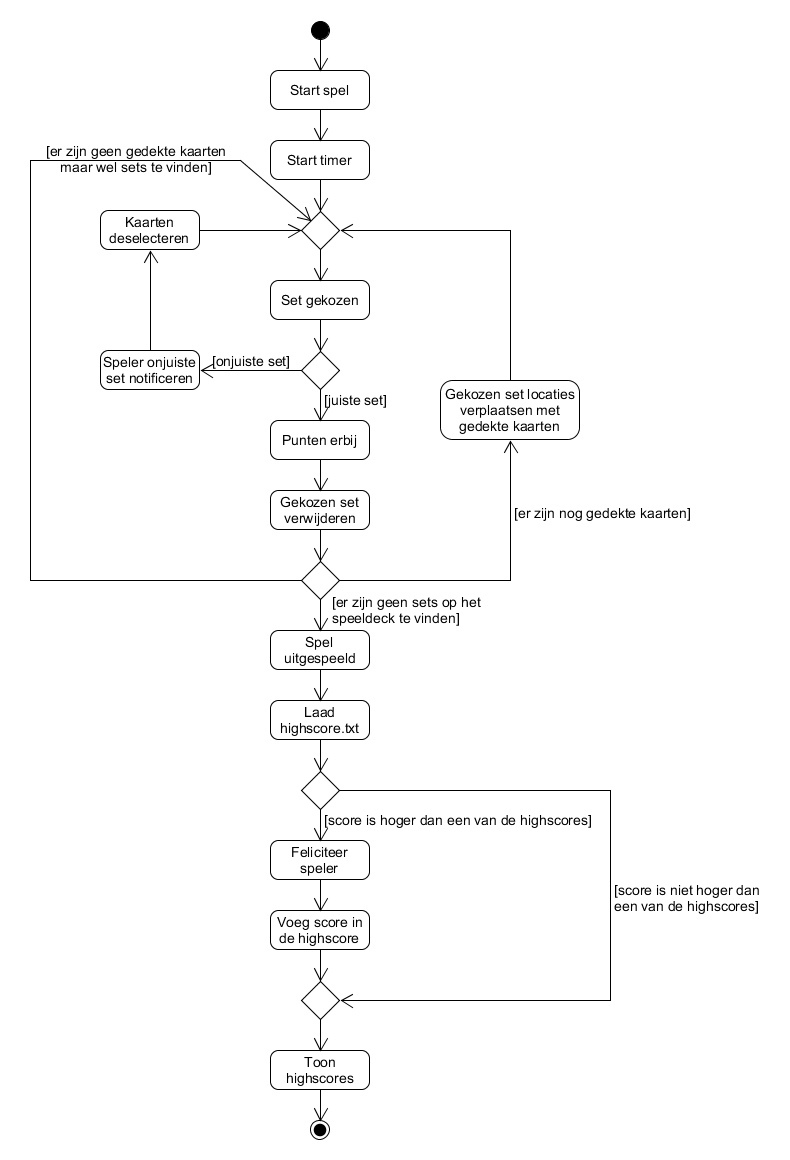 Start spel
Start timer
[er zijn geen gedekte kaarten
maar wel sets te vinden]
Kaarten
deselecteren
Set gekozen
Speler onjuiste
set notificeren
[onjuiste set]
[juiste set]
Gekozen set locaties
verplaatsen met
gedekte kaarten
Punten erbij
Gekozen set
verwijderen
[er zijn nog gedekte kaarten]
[er zijn geen sets op het
speeldeck te vinden]
Spel
uitgespeeld
Laad
highscore.txt
[score is hoger dan een van de highscores]
Feliciteer
speler
[score is niet hoger dan
een van de highscores]
Voeg score in
de highscore
Toon
highscores